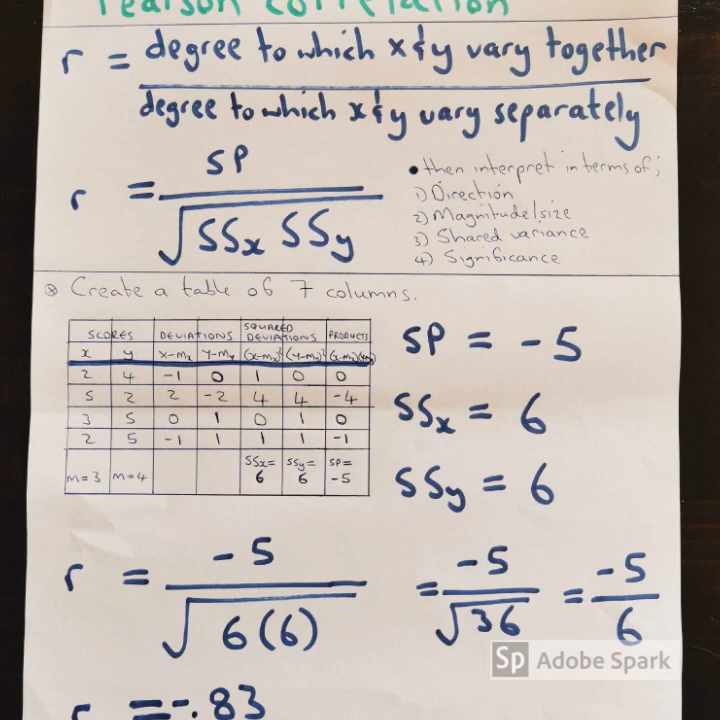 Pearson Correlation
r = degree to which x & y vary together
degree to which x & y vary separately
r = SP
√SSx SSy
• then interpret in terms of;
1) Direction
2) Magnitude/size
3) Shared variance
4) Significance
⊗ Create a table of 7 columns.
SCORES DEVIATIONS SQUARED DEVIATIONS PRODUCTS
x y x-Mx Y-My (x-Mx)² (Y-My)² (x-Mx)(Y-My)
2 4 -1 0 1 0 0
5 2 2 -2 4 4 -4
3 5 0 1 0 1 0
2 5 -1 1 1 1 -1
M=3 M=4 SSx= 6 SSy= 6 SP= -5
SP = -5
SSx = 6
SSy = 6
r = -5 = -5 = -5
√6(6) √36 6
r = -.83
Sp Adobe Spark